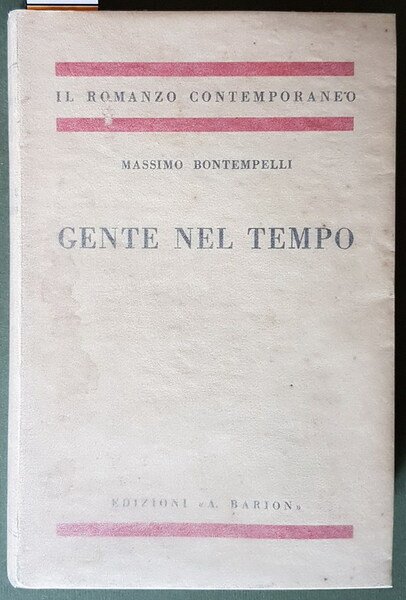 IL ROMANZO CONTEMPORANEO
MASSIMO BONTEMPELLI
GENTE NEL TEMPO
EDIZIONI «A. BARION»